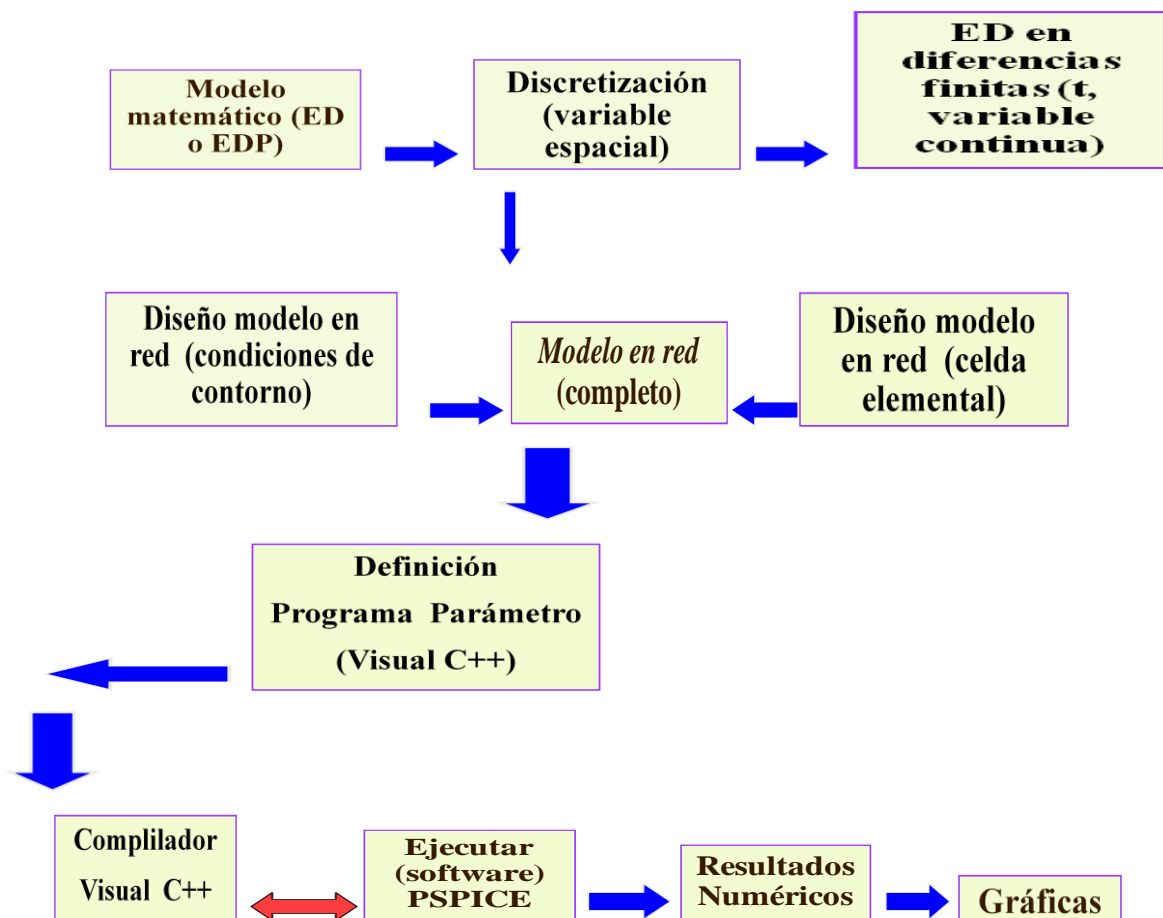 Modelo
matemático (ED
o EDP)
Discretización
(variable
espacial)
ED en
diferencias
finitas (t,
variable
continua)
Diseño modelo en
red (condiciones de
contorno)
Modelo en red
(completo)
Diseño modelo
en red (celda
elemental)
Definición
Programa Parámetro
(Visual C++)
Complilador
Visual C++
Ejecutar
(software)
PSPICE
Resultados
Numéricos
Gráficas